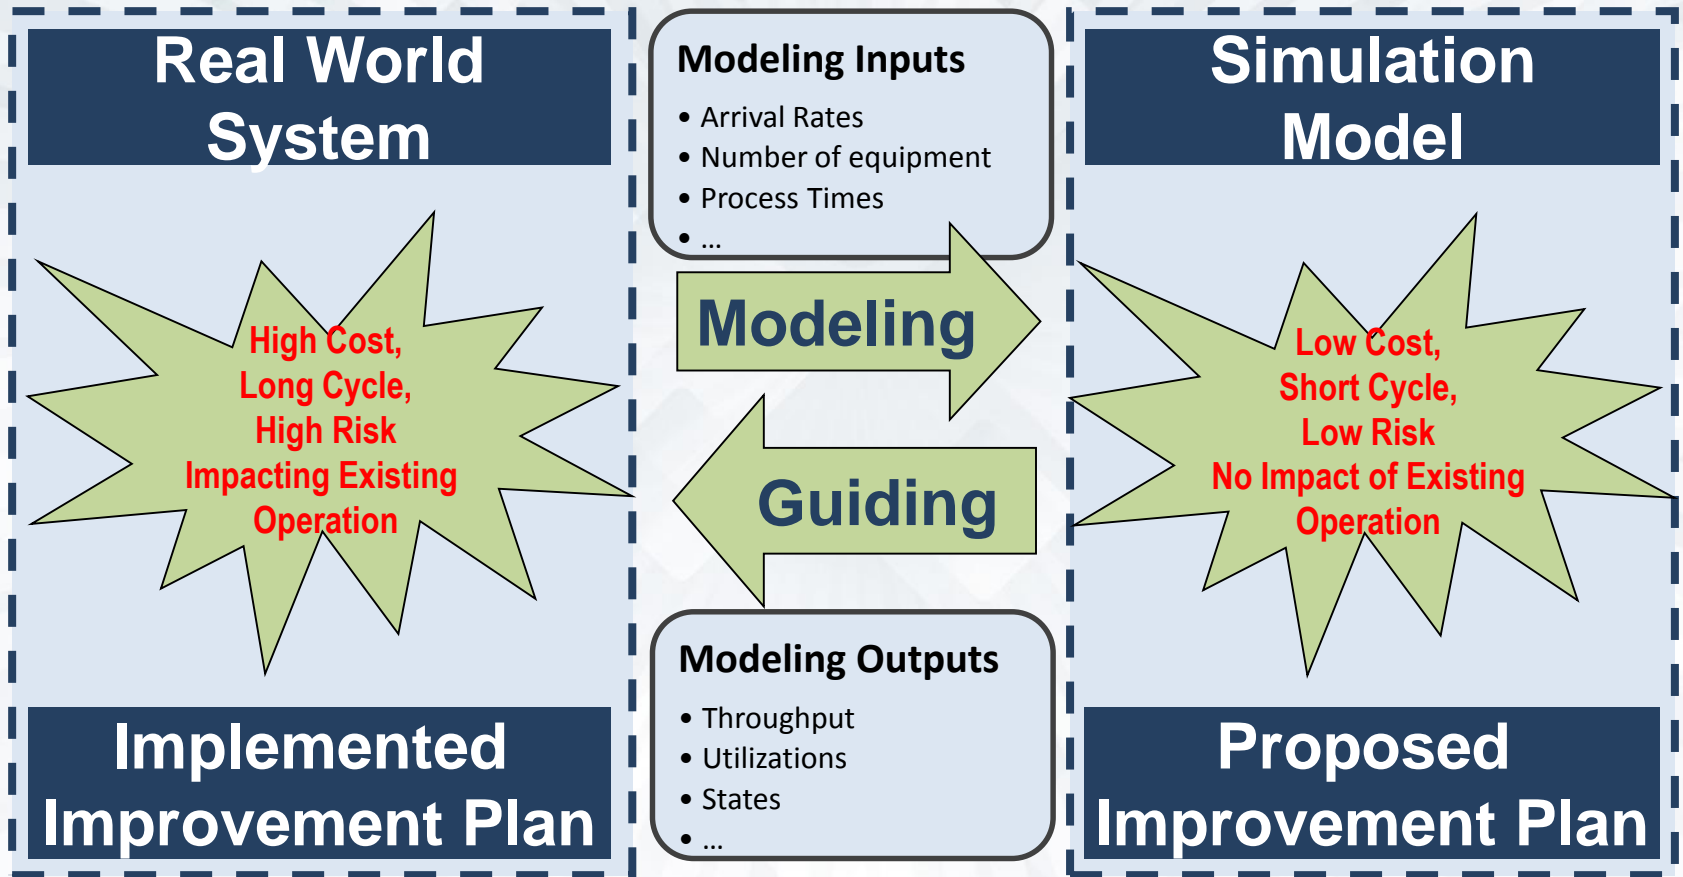 Real World
System
High Cost,
Long Cycle,
High Risk
Impacting Existing
Operation
Implemented
Improvement Plan
Modeling Inputs
• Arrival Rates
• Number of equipment
• Process Times
• ...
Modeling
Guiding
Modeling Outputs
• Throughput
• Utilizations
• States
• ...
Simulation
Model
Low Cost,
Short Cycle,
Low Risk
No Impact of Existing
Operation
Proposed
Improvement Plan